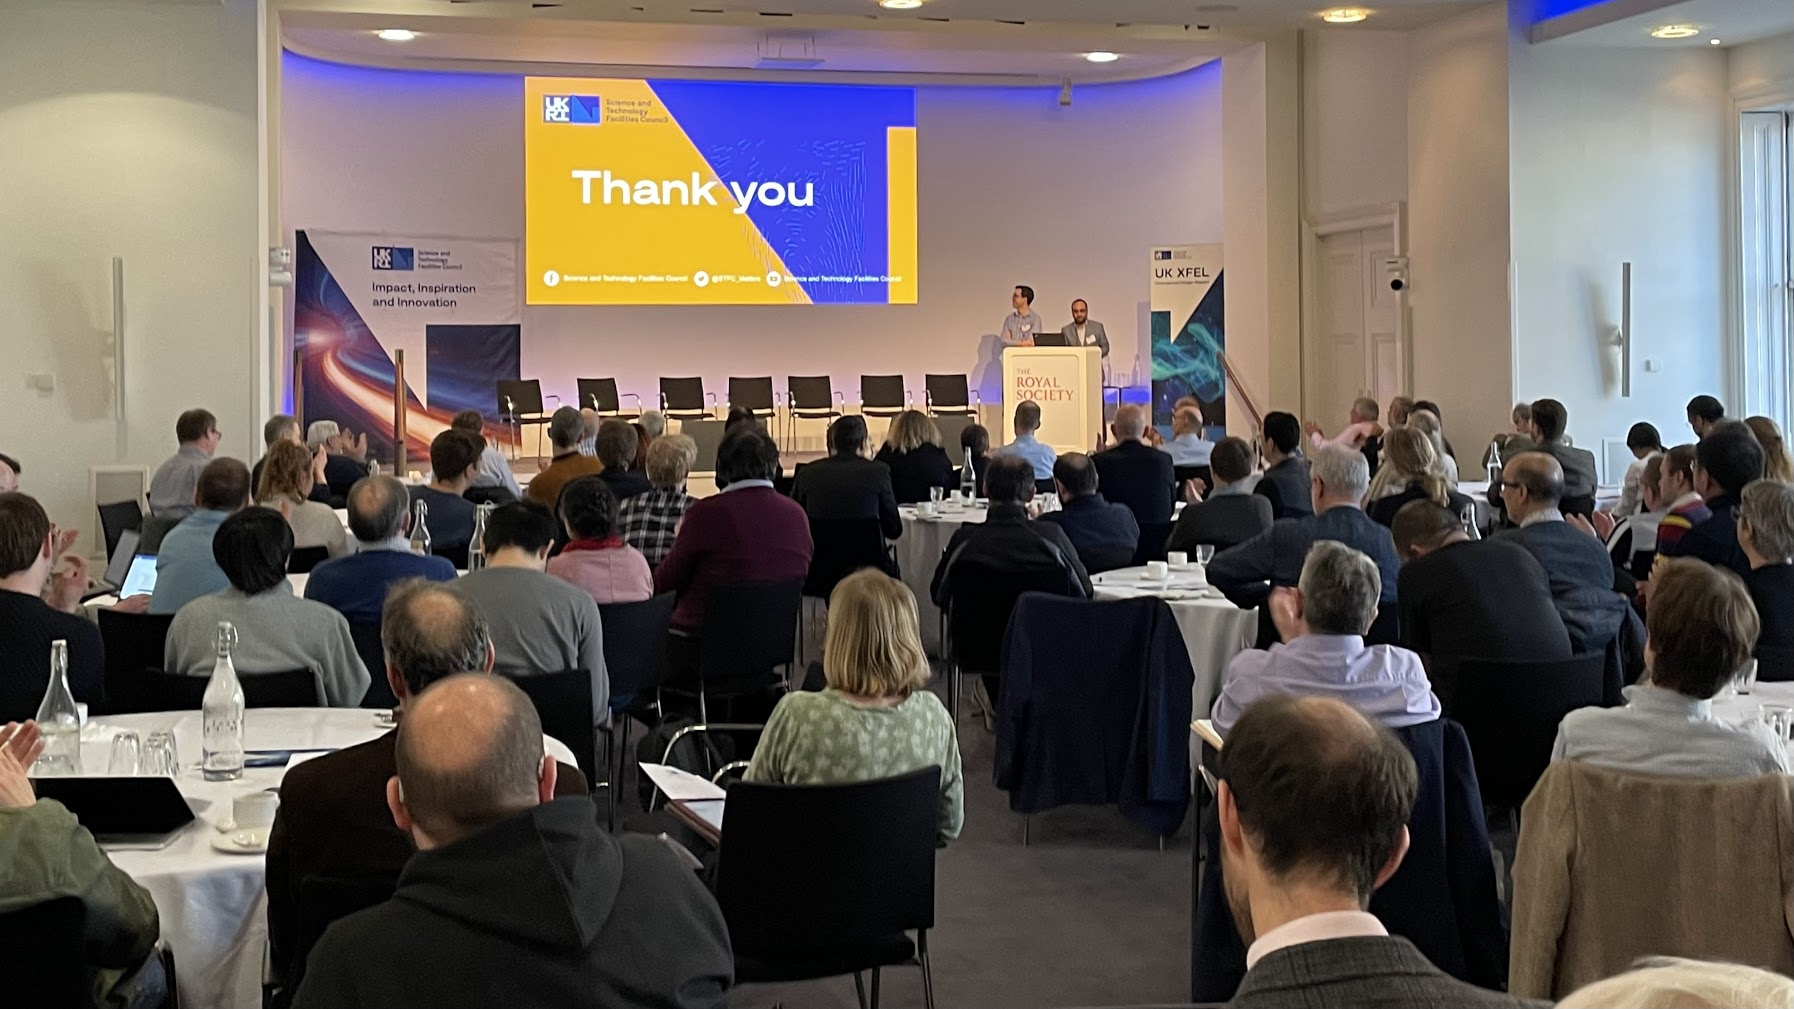 UK
RI
Science and
Technology
Facilities Council
Thank you
Science and Technology Facilities Council
@STFC_Matters
Science and Technology Facilities Council
UK
RI
Science and
Technology
Facilities Council
Impact, Inspiration
and Innovation
UK XFEL
THE
ROYAL
SOCIETY